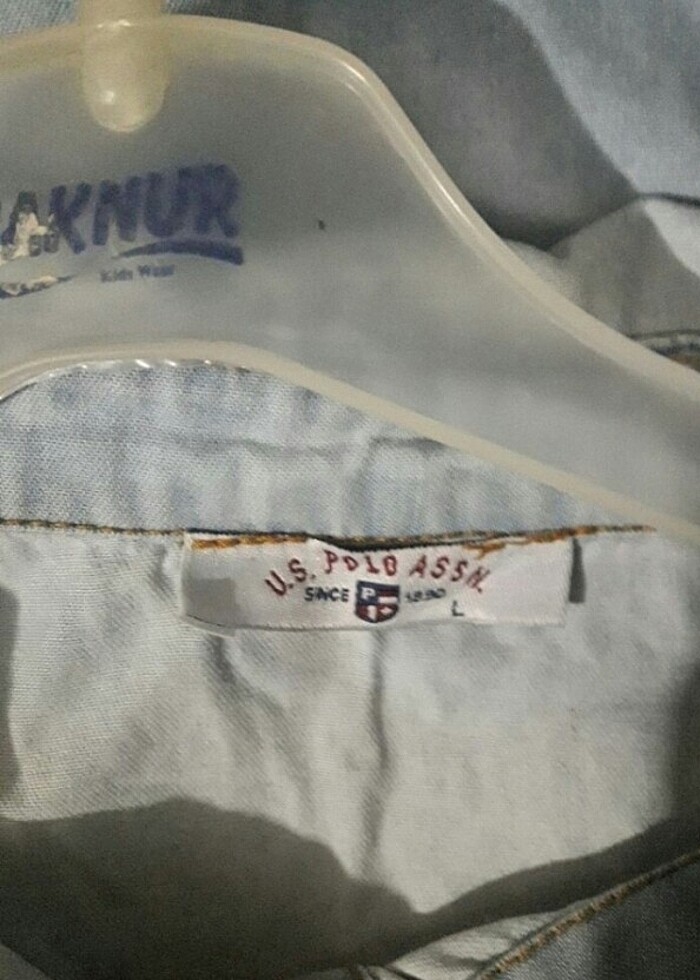 AKNUR
Kids Wear
U.S. POLO ASSN.
SINCE 1890
P
L